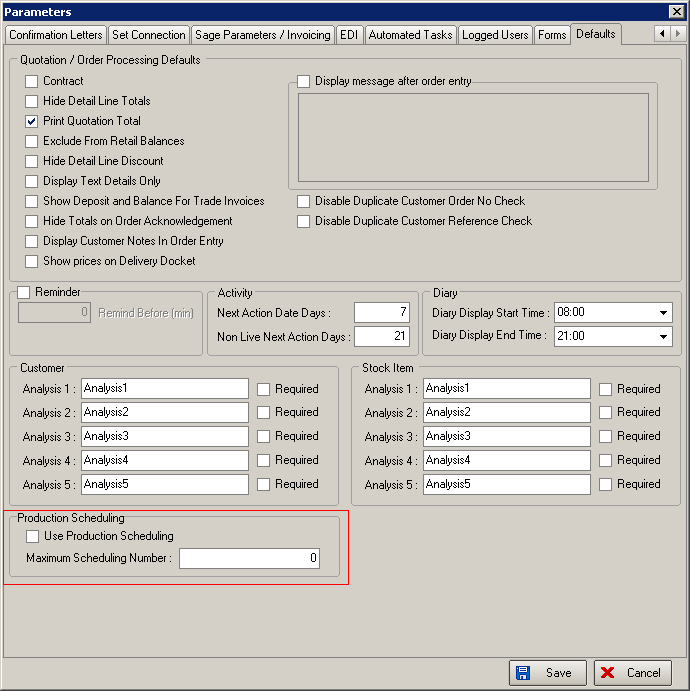 Parameters
Confirmation Letters Set Connection Sage Parameters / Invoicing EDI Automated Tasks Logged Users Forms Defaults
Quotation / Order Processing Defaults
Contract
Hide Detail Line Totals
Print Quotation Total
Exclude From Retail Balances
Hide Detail Line Discount
Display Text Details Only
Show Deposit and Balance For Trade Invoices
Hide Totals on Order Acknowledgement
Display Customer Notes In Order Entry
Show prices on Delivery Docket
Display message after order entry
Disable Duplicate Customer Order No Check
Disable Duplicate Customer Reference Check
Reminder
0 Remind Before (min)
Activity
Next Action Date Days : 7
Non Live Next Action Days : 21
Diary
Diary Display Start Time : 08:00
Diary Display End Time : 21:00
Customer
Analysis 1 : Analysis1 Required
Analysis 2 : Analysis2 Required
Analysis 3 : Analysis3 Required
Analysis 4 : Analysis4 Required
Analysis 5 : Analysis5 Required
Stock Item
Analysis 1 : Analysis1 Required
Analysis 2 : Analysis2 Required
Analysis 3 : Analysis3 Required
Analysis 4 : Analysis4 Required
Analysis 5 : Analysis5 Required
Production Scheduling
Use Production Scheduling
Maximum Scheduling Number : 0
Save Cancel